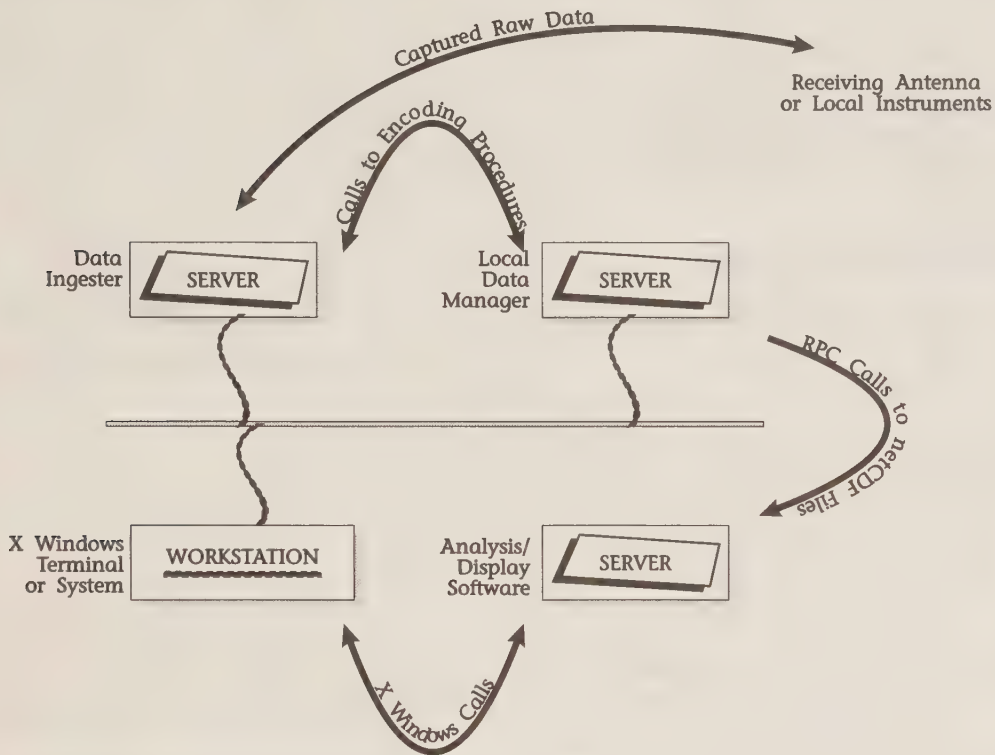 Captured Raw Data
Receiving Antenna
or Local Instruments
Calls to Encoding Procedures
Data
Ingester
SERVER
Local
Data
Manager
SERVER
RPC Calls to netCDF Files
X Windows
Terminal
or System
WORKSTATION
Analysis/
Display
Software
SERVER
X Windows Calls